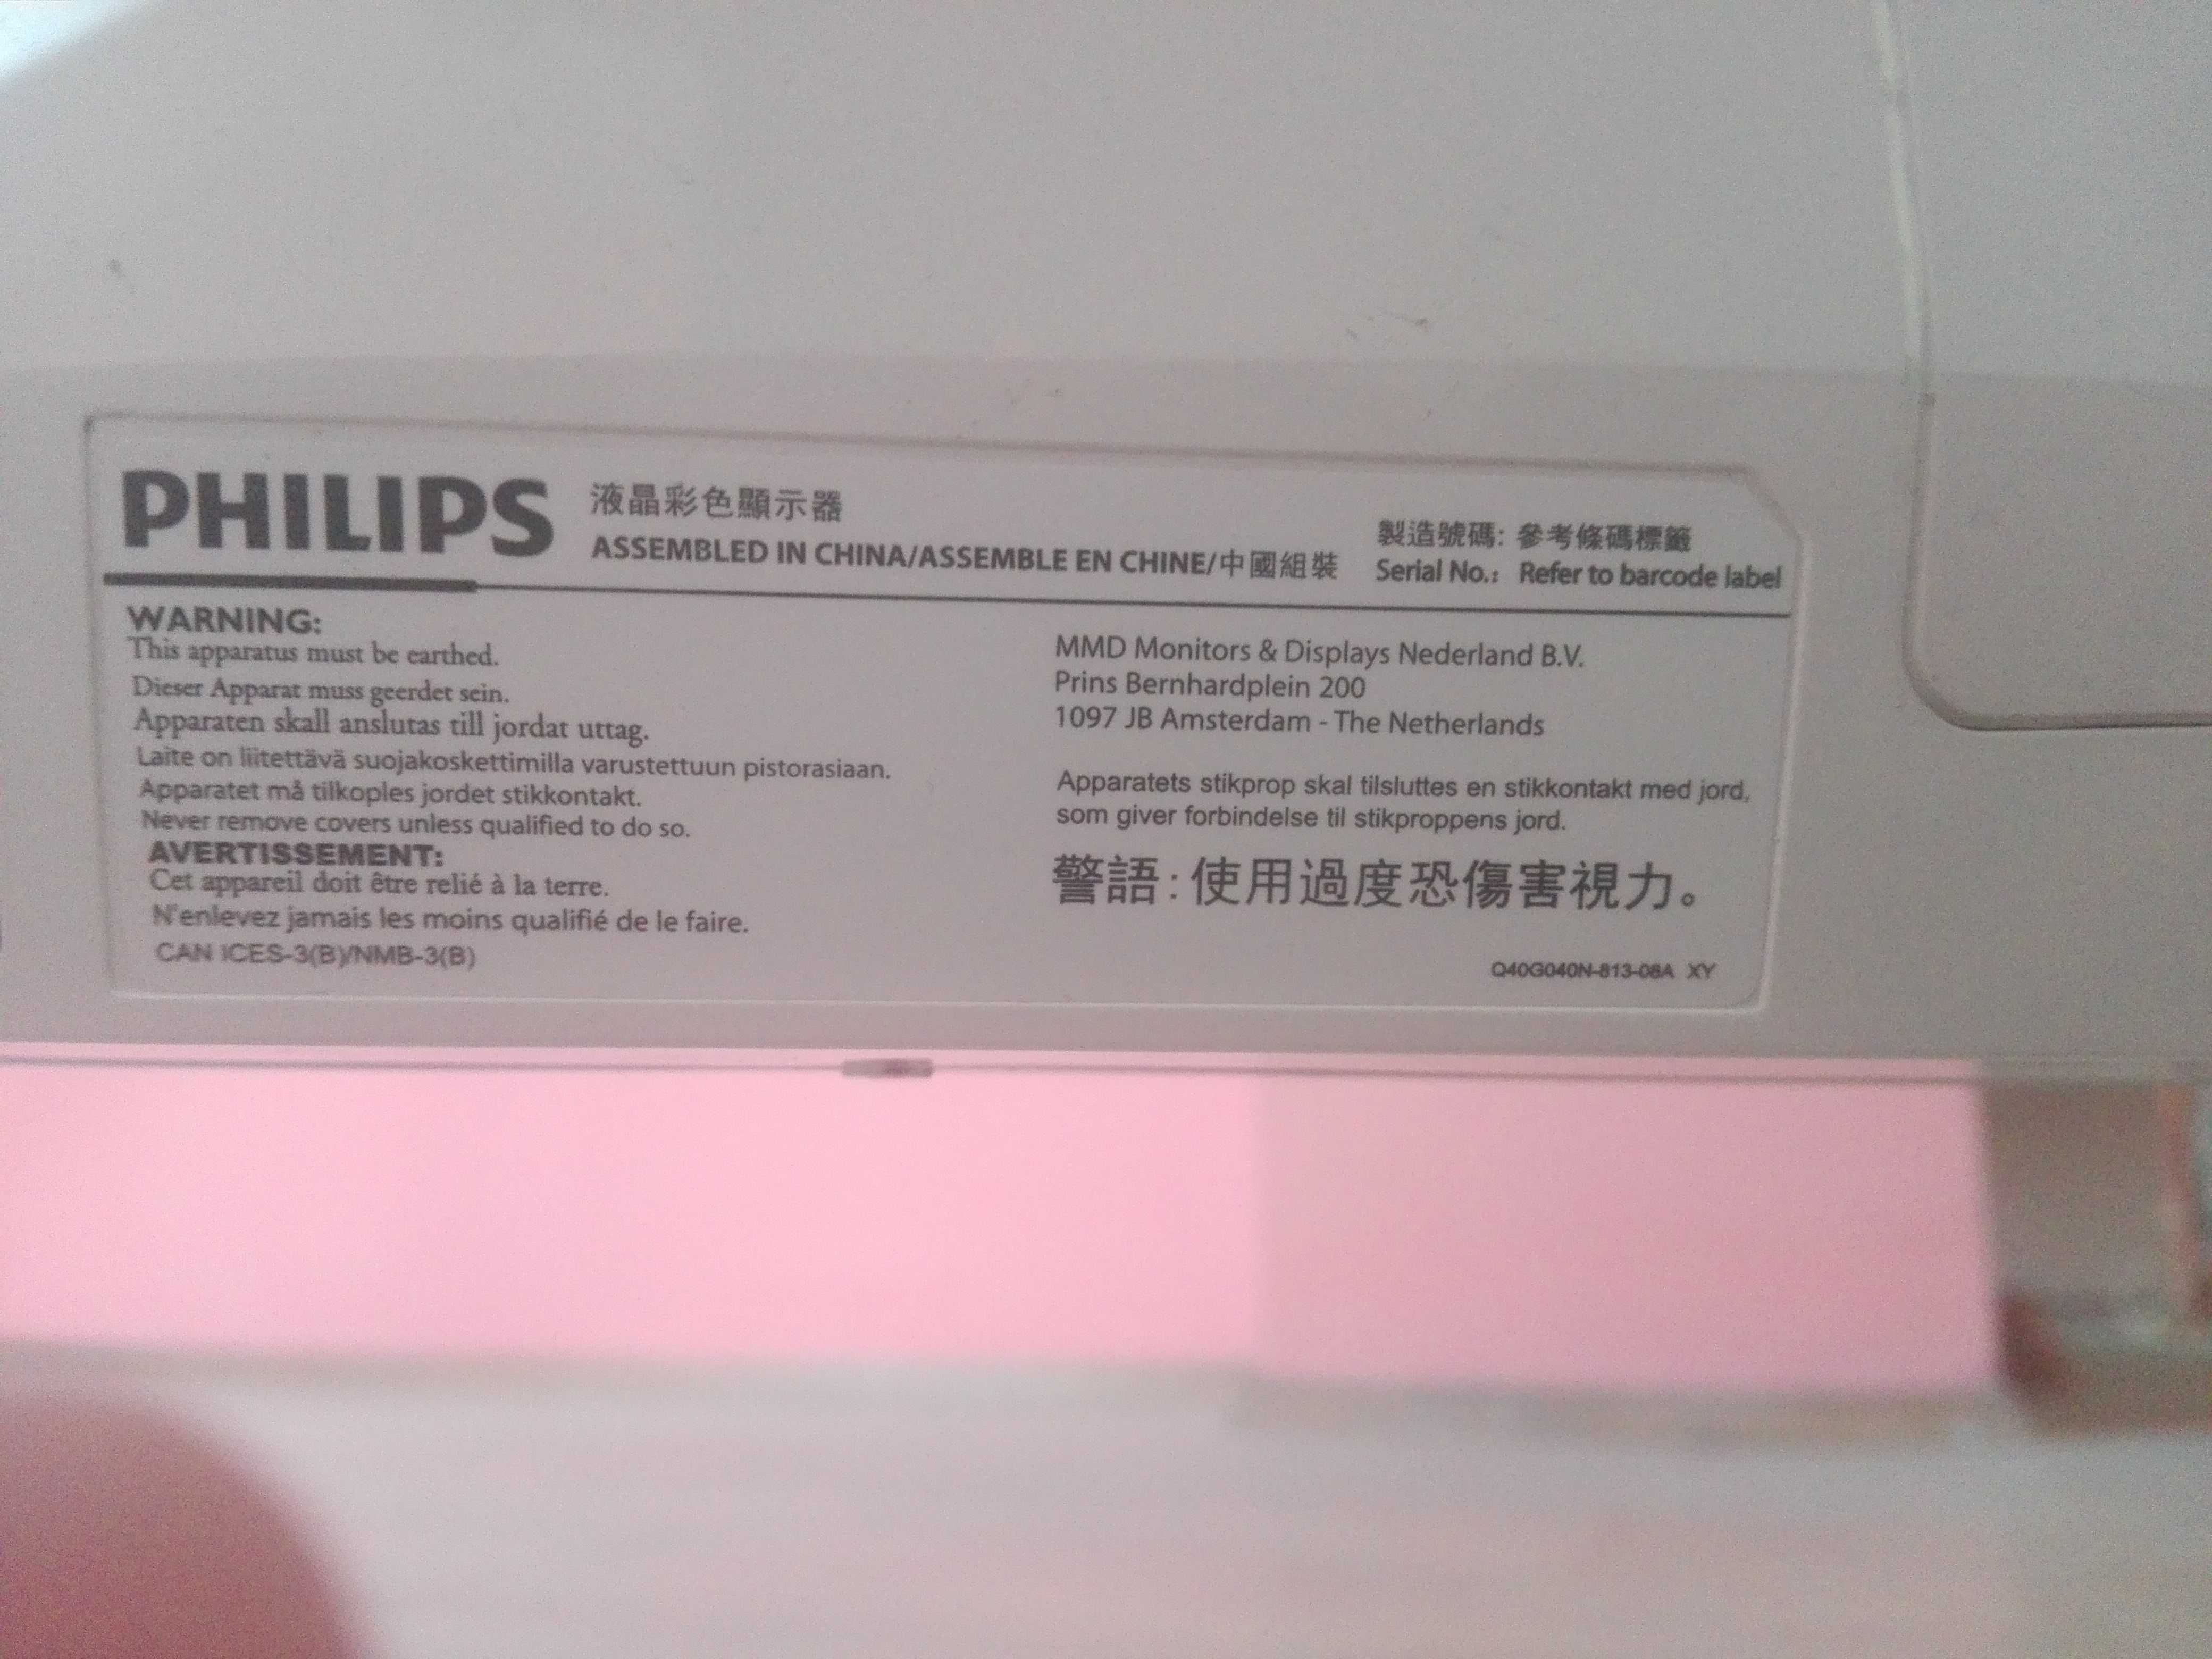 PHILIPS
液晶彩色顯示器
ASSEMBLED IN CHINA/ASSEMBLE EN CHINE/中國組裝
製造號碼: 參考條碼標籤
Serial No.: Refer to barcode label
WARNING:
This apparatus must be earthed.
Dieser Apparat muss geerdet sein.
Apparaten skall anslutas till jordat uttag.
Laite on liitettävä suojakoskettimilla varustettuun pistorasiaan.
Apparatet må tilkoples jordet stikkontakt.
Never remove covers unless qualified to do so.
AVERTISSEMENT:
Cet appareil doit être relié à la terre.
N'enlevez jamais les moins qualifié de le faire.
CAN ICES-3(B)/NMB-3(B)
MMD Monitors & Displays Nederland B.V.
Prins Bernhardplein 200
1097 JB Amsterdam - The Netherlands
Apparatets stikprop skal tilsluttes en stikkontakt med jord,
som giver forbindelse til stikproppens jord.
警語: 使用過度恐傷害視力。
Q40G040N-813-08A XY